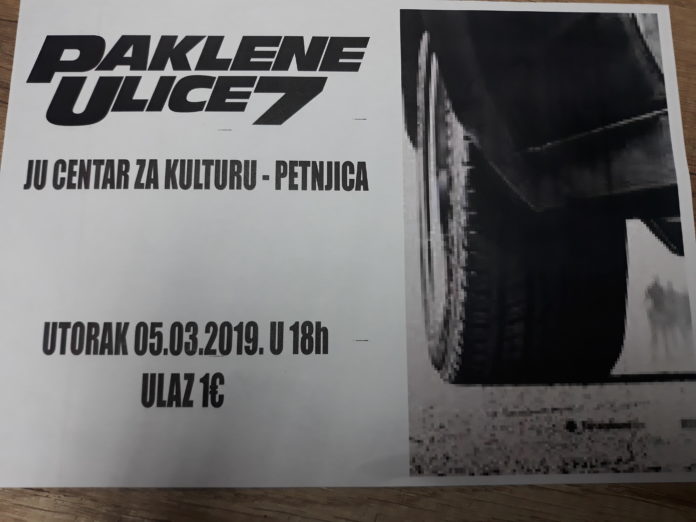 PAKLENE
ULICE 7
JU CENTAR ZA KULTURU - PETNJICA
UTORAK 05.03.2019. U 18h
ULAZ 1€